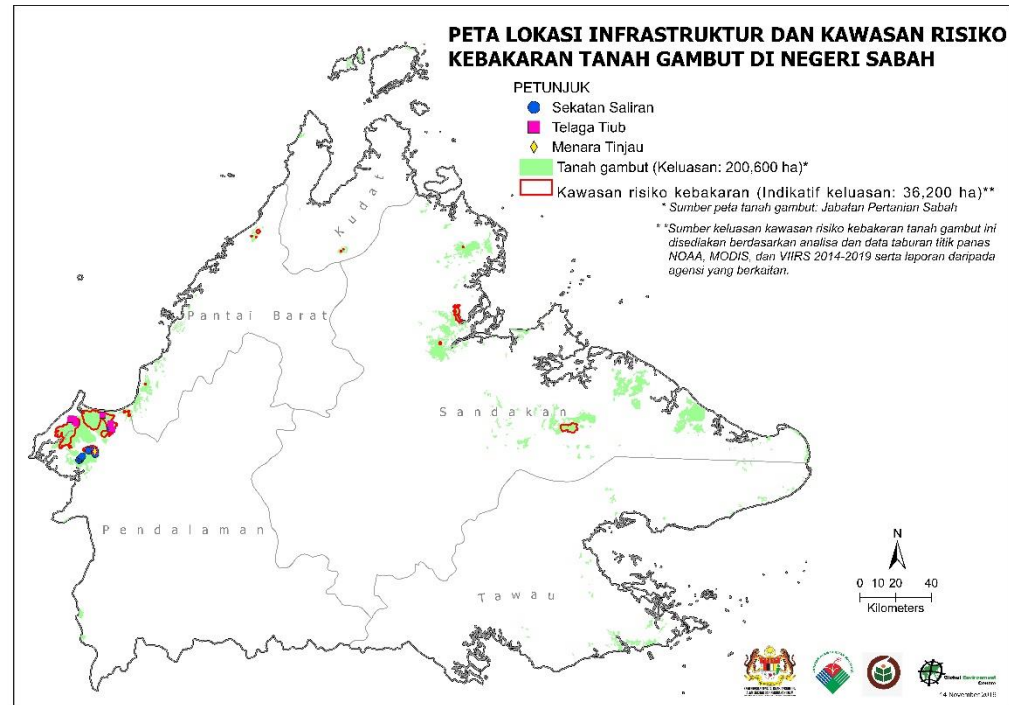 PETA LOKASI INFRASTRUKTUR DAN KAWASAN RISIKO
KEBAKARAN TANAH GAMBUT DI NEGERI SABAH
PETUNJUK
Sekatan Saliran
Telaga Tiub
Menara Tinjau
Tanah gambut (Keluasan: 200,600 ha)*
Kawasan risiko kebakaran (Indikatif keluasan: 36,200 ha)**
* Sumber peta tanah gambut: Jabatan Pertanian Sabah
**Sumber keluasan kawasan risiko kebakaran tanah gambut ini
disediakan berdasarkan analisa dan data taburan titik panas
NOAA, MODIS, dan VIIRS 2014-2019 serta laporan daripada
agensi yang berkaitan.
Kudat
Pantai Barat
Sandakan
Pendalaman
Tawau
N
0 10 20 40
Kilometers
Global Environment
Centre
14 November 2019